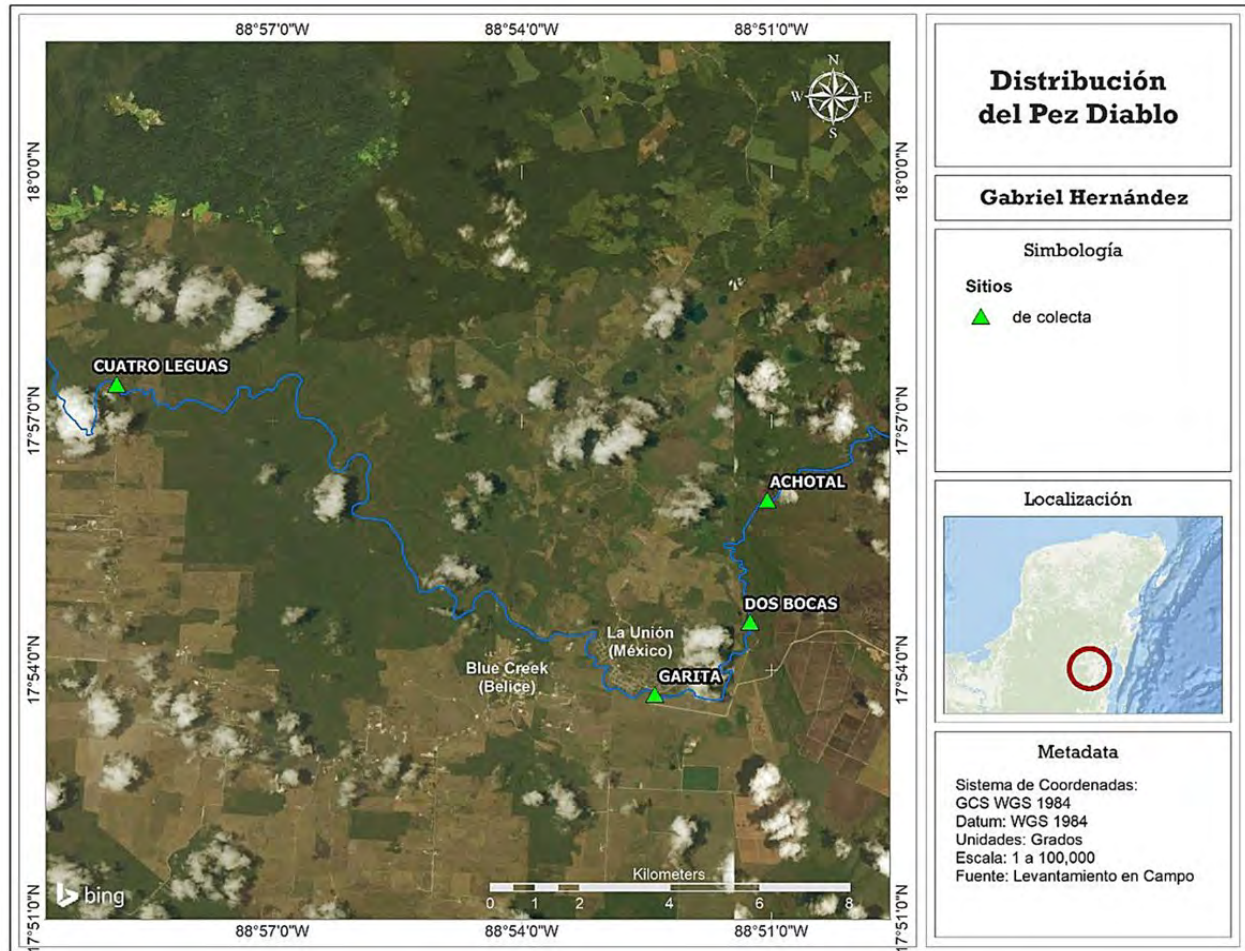 88°57'0"W
88°54'0"W
88°51'0"W
N
W E
S
18°0'0"N
18°0'0"N
CUATRO LEGUAS
17°57'0"N
17°57'0"N
ACHOTAL
DOS BOCAS
La Unión
(México)
Blue Creek
(Belice)
GARITA
17°54'0"N
17°54'0"N
bing
Kilometers
0 1 2 4 6 8
17°51'0"N
17°51'0"N
88°57'0"W
88°54'0"W
88°51'0"W
Distribución
del Pez Diablo
Gabriel Hernández
Simbología
Sitios
de colecta
Localización
Metadata
Sistema de Coordenadas:
GCS WGS 1984
Datum: WGS 1984
Unidades: Grados
Escala: 1 a 100,000
Fuente: Levantamiento en Campo